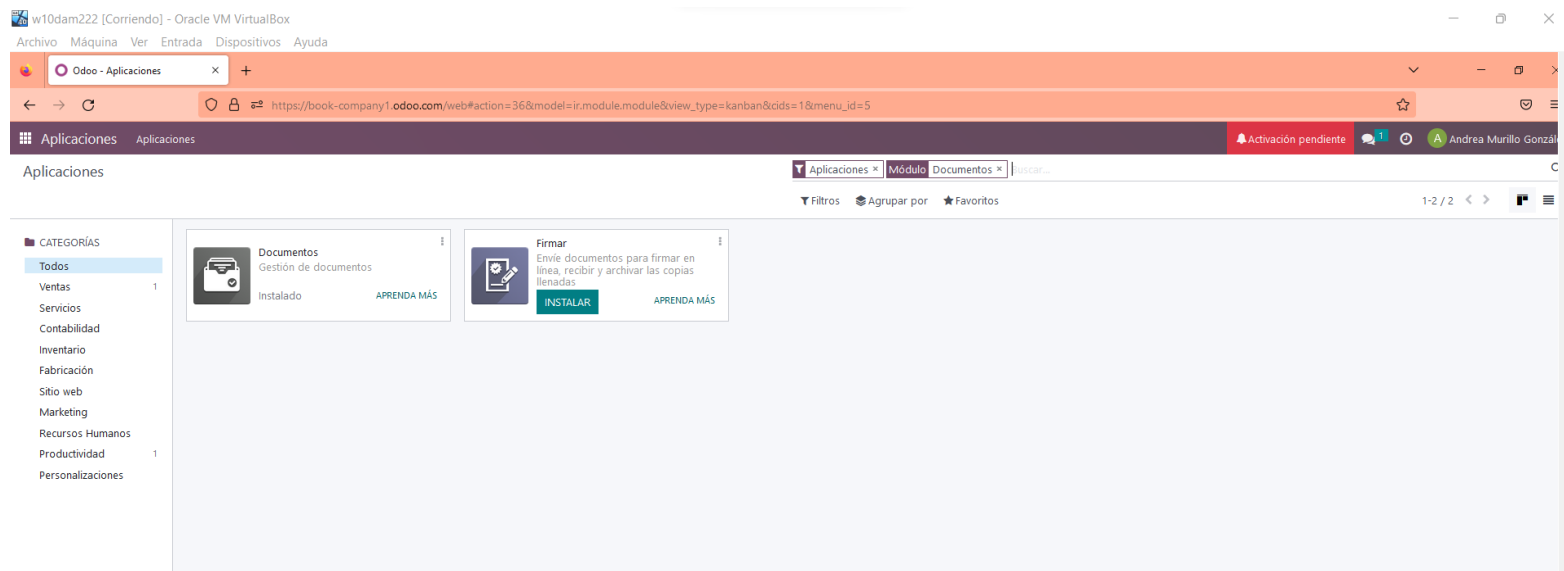 w10dam222 [Corriendo] - Oracle VM VirtualBox
Archivo Máquina Ver Entrada Dispositivos Ayuda
Odoo - Aplicaciones
https://book-company1.odoo.com/web#action=36&model=ir.module.module&view_type=kanban&cids=1&menu_id=5
Aplicaciones Aplicaciones
Activación pendiente 1 A Andrea Murillo Gonzál
Aplicaciones
Aplicaciones × Módulo Documentos × Buscar...
Filtros Agrupar por Favoritos 1-2 / 2
CATEGORÍAS
Todos
Ventas 1
Servicios
Contabilidad
Inventario
Fabricación
Sitio web
Marketing
Recursos Humanos
Productividad 1
Personalizaciones
Documentos
Gestión de documentos
Instalado APRENDA MÁS
Firmar
Envíe documentos para firmar en
línea, recibir y archivar las copias
llenadas
INSTALAR APRENDA MÁS